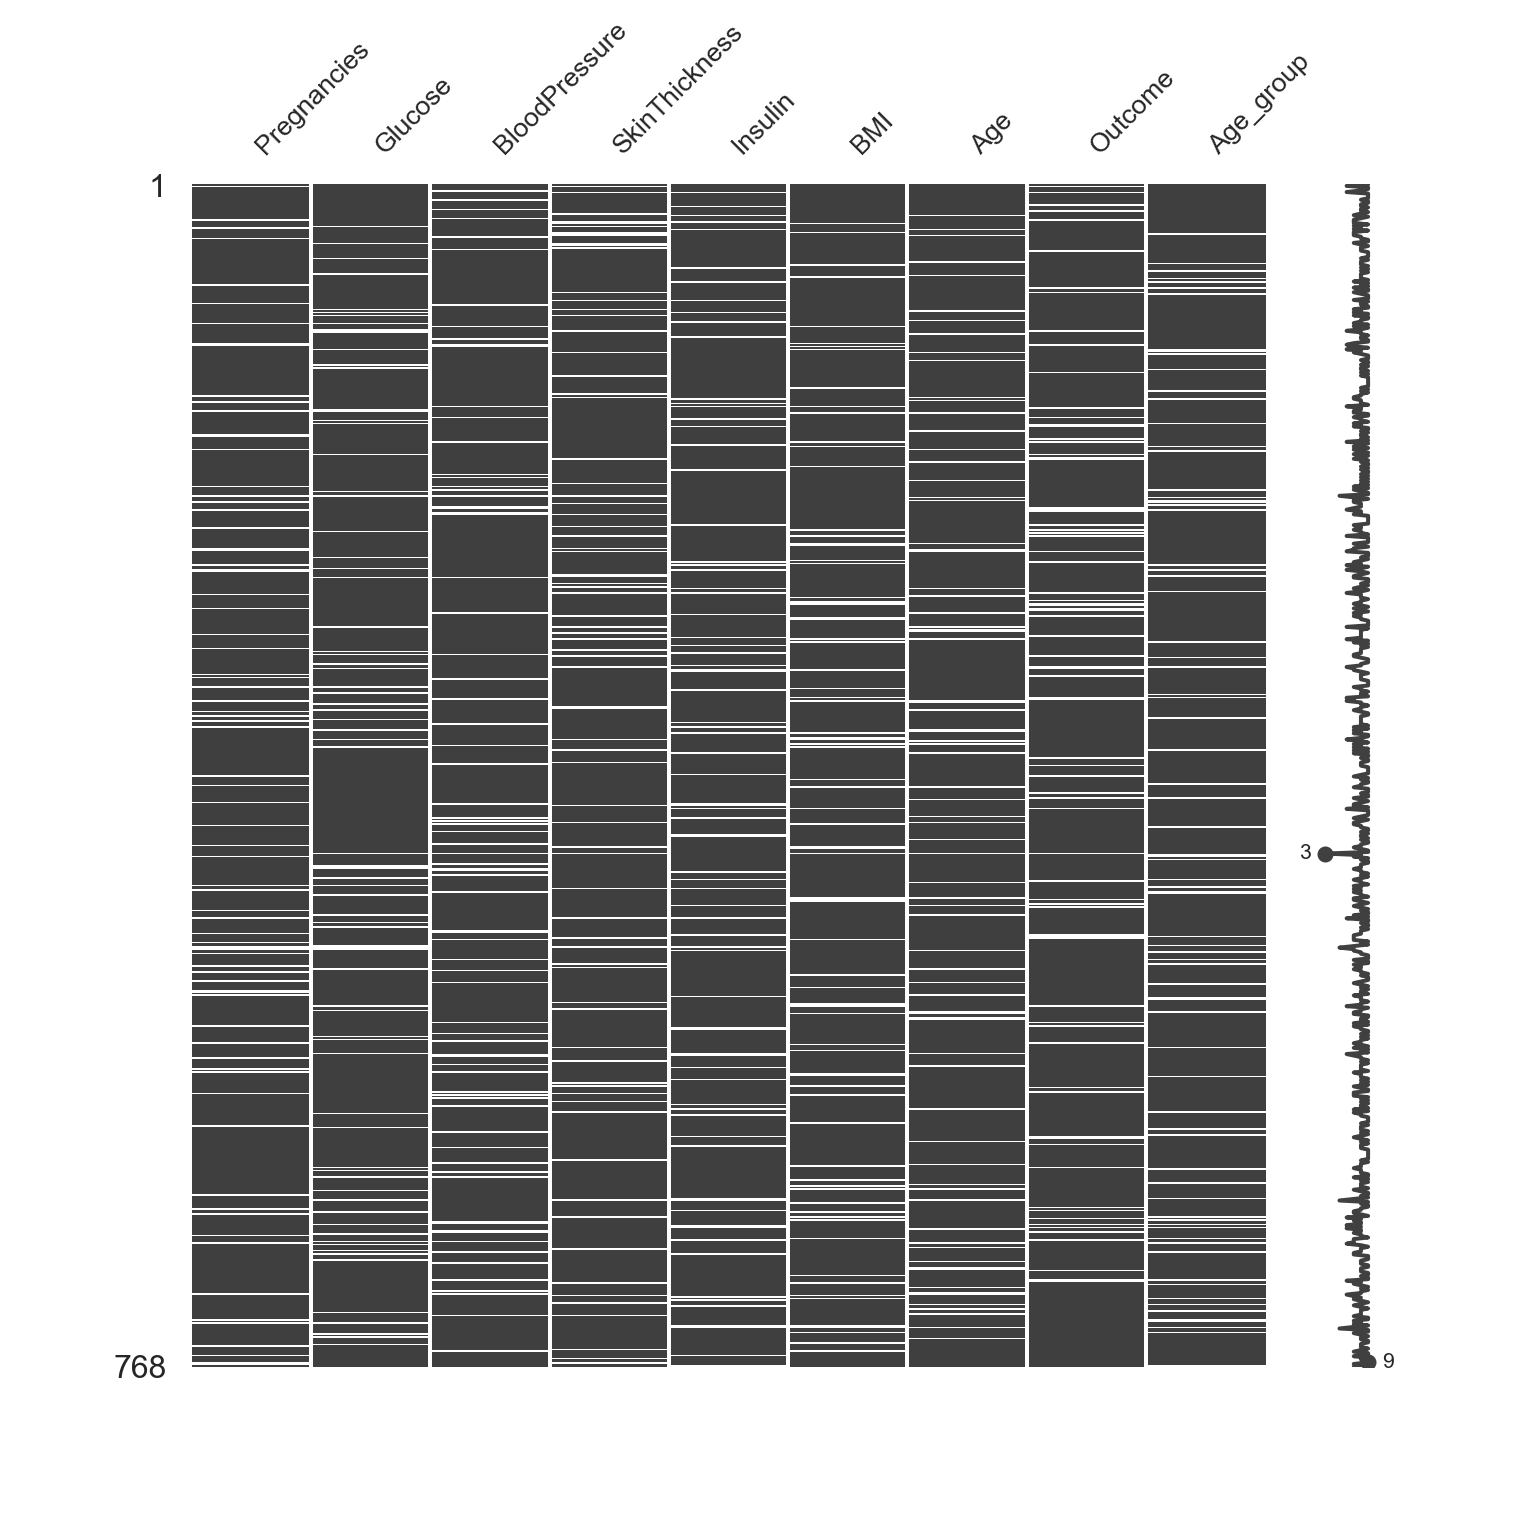 Pregnancies
Glucose
BloodPressure
SkinThickness
Insulin
BMI
Age
Outcome
Age_group
1
3
768
9